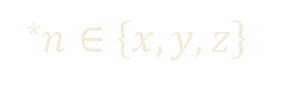 *n ∈ {x, y, z}